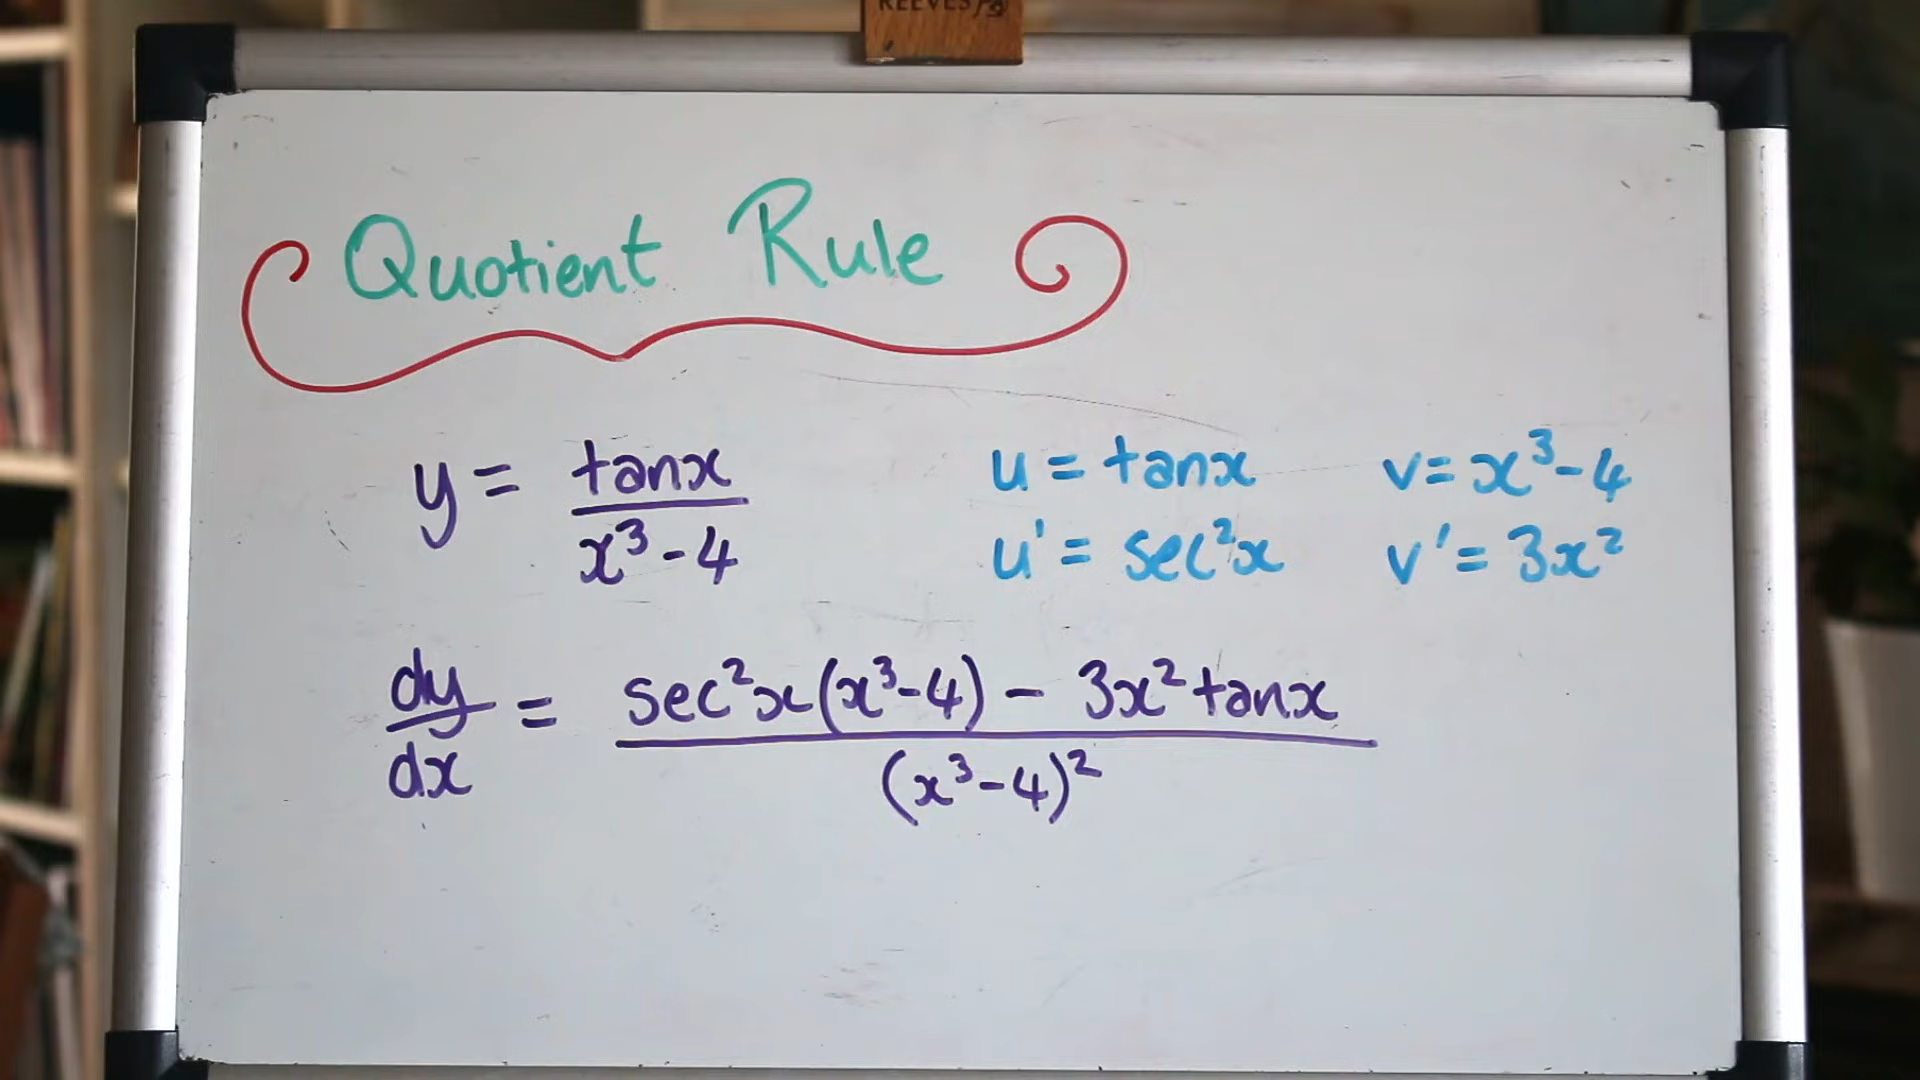 REEVES
Quotient Rule
y = tanx / x³-4
u = tanx v = x³-4
u' = sec²x v' = 3x²
dy/dx = sec²x(x³-4) - 3x²tanx / (x³-4)²